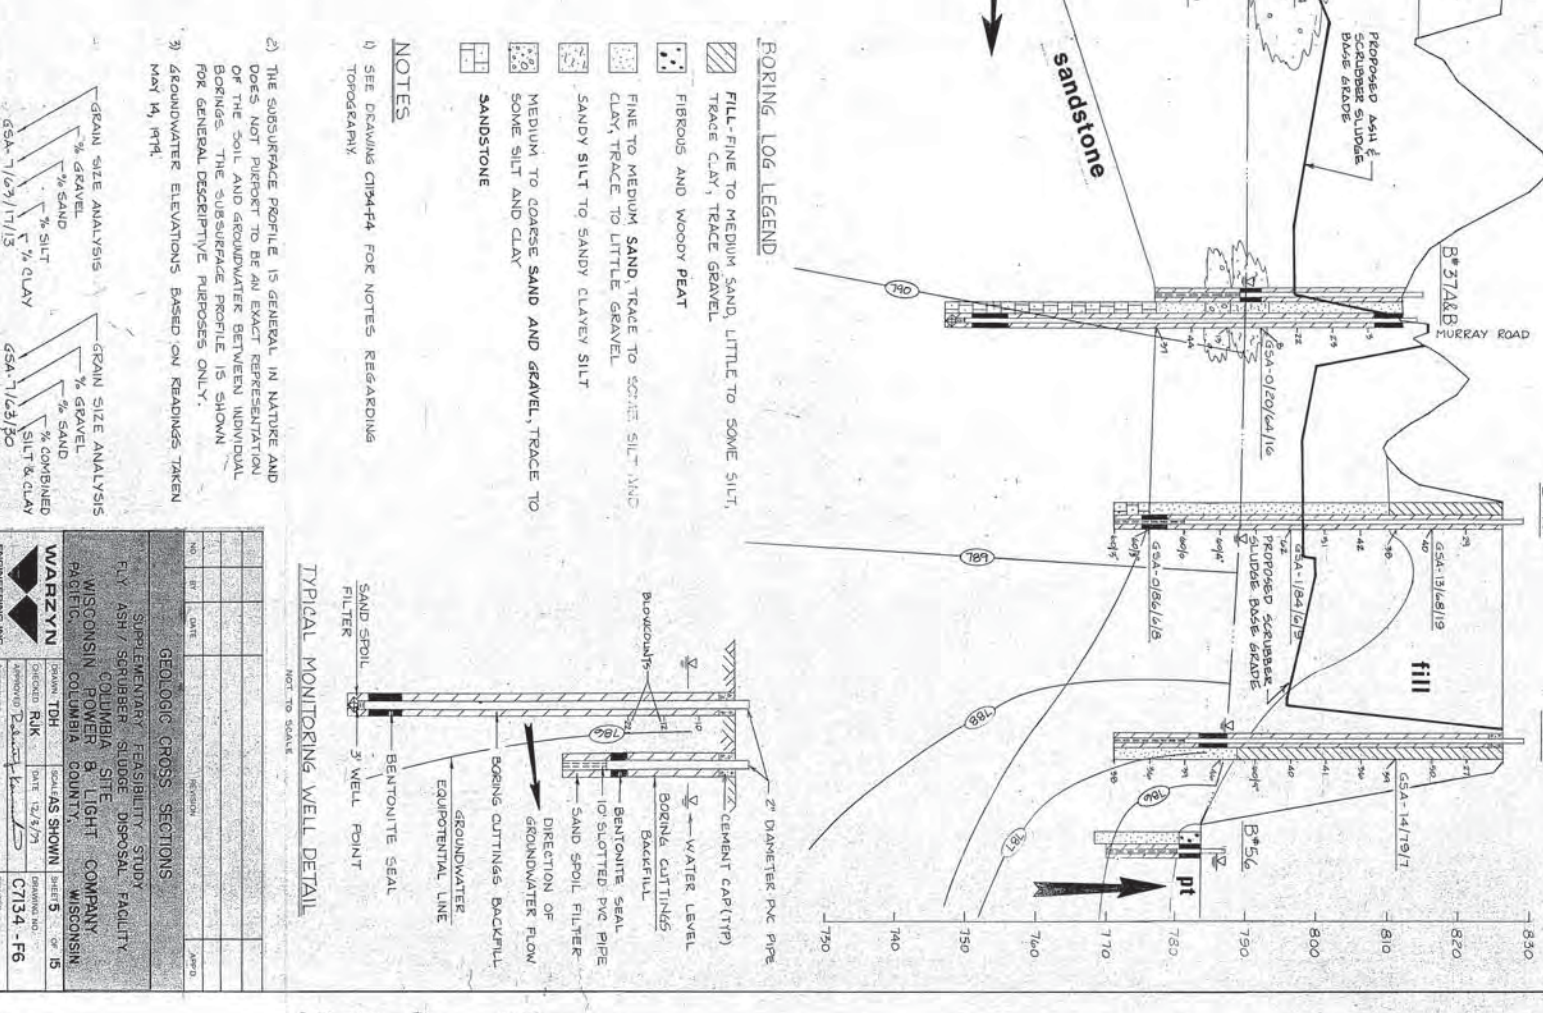 PROPOSED ASH &
SCRUBBER SLUDGE
BASE GRADE
sandstone
B#37A&B
MURRAY ROAD
790
GSA-0/20/64/16
789
GSA-13/68/19
GSA-1/84/6/9
GSA-0/86/6/8
PROPOSED SCRUBBER
SLUDGE BASE GRADE
fill
788
787
786
GSA-14/79/7
B#56
pt
830
820
810
800
790
780
770
760
750
740
730
BORING LOG LEGEND
FILL-FINE TO MEDIUM SAND, LITTLE TO SOME SILT,
TRACE CLAY, TRACE GRAVEL
FIBROUS AND WOODY PEAT
FINE TO MEDIUM SAND, TRACE TO SOME SILT AND
CLAY, TRACE TO LITTLE GRAVEL
SANDY SILT TO SANDY CLAYEY SILT
MEDIUM TO COARSE SAND AND GRAVEL, TRACE TO
SOME SILT AND CLAY
SANDSTONE
NOTES
1) SEE DRAWING C7134-F4 FOR NOTES REGARDING
TOPOGRAPHY.
2) THE SUBSURFACE PROFILE IS GENERAL IN NATURE AND
DOES NOT PURPORT TO BE AN EXACT REPRESENTATION
OF THE SOIL AND GROUNDWATER BETWEEN INDIVIDUAL
BORINGS. THE SUBSURFACE PROFILE IS SHOWN
FOR GENERAL DESCRIPTIVE PURPOSES ONLY.
3) GROUNDWATER ELEVATIONS BASED ON READINGS TAKEN
MAY 14, 1979.
GRAIN SIZE ANALYSIS
% GRAVEL
% SAND
% SILT
% CLAY
GSA-7/63/17/13
GRAIN SIZE ANALYSIS
% GRAVEL
% SAND
% COMBINED
SILT & CLAY
GSA-7/63/30
2" DIAMETER PVC PIPE
CEMENT CAP (TYP)
WATER LEVEL
BORING CUTTINGS
BACKFILL
BENTONITE SEAL
10' SLOTTED PVC PIPE
SAND SPOIL FILTER
DIRECTION OF
GROUNDWATER FLOW
BORING CUTTINGS BACKFILL
GROUNDWATER
EQUIPOTENTIAL LINE
BENTONITE SEAL
3' WELL POINT
BLOWCOUNTS
786
SAND SPOIL
FILTER
TYPICAL MONITORING WELL DETAIL
NOT TO SCALE
NO. BY DATE REVISION APP'D.
GEOLOGIC CROSS SECTIONS
SUPPLEMENTARY FEASIBILITY STUDY
FLY ASH / SCRUBBER SLUDGE DISPOSAL FACILITY
COLUMBIA SITE
WISCONSIN POWER & LIGHT COMPANY
PACIFIC, COLUMBIA COUNTY, WISCONSIN
WARZYN
DRAWN TDH
SCALE AS SHOWN
SHEET 5 OF 15
CHECKED RJK
DATE 12/3/79
DRAWING NO.
C7134-F6
APPROVED